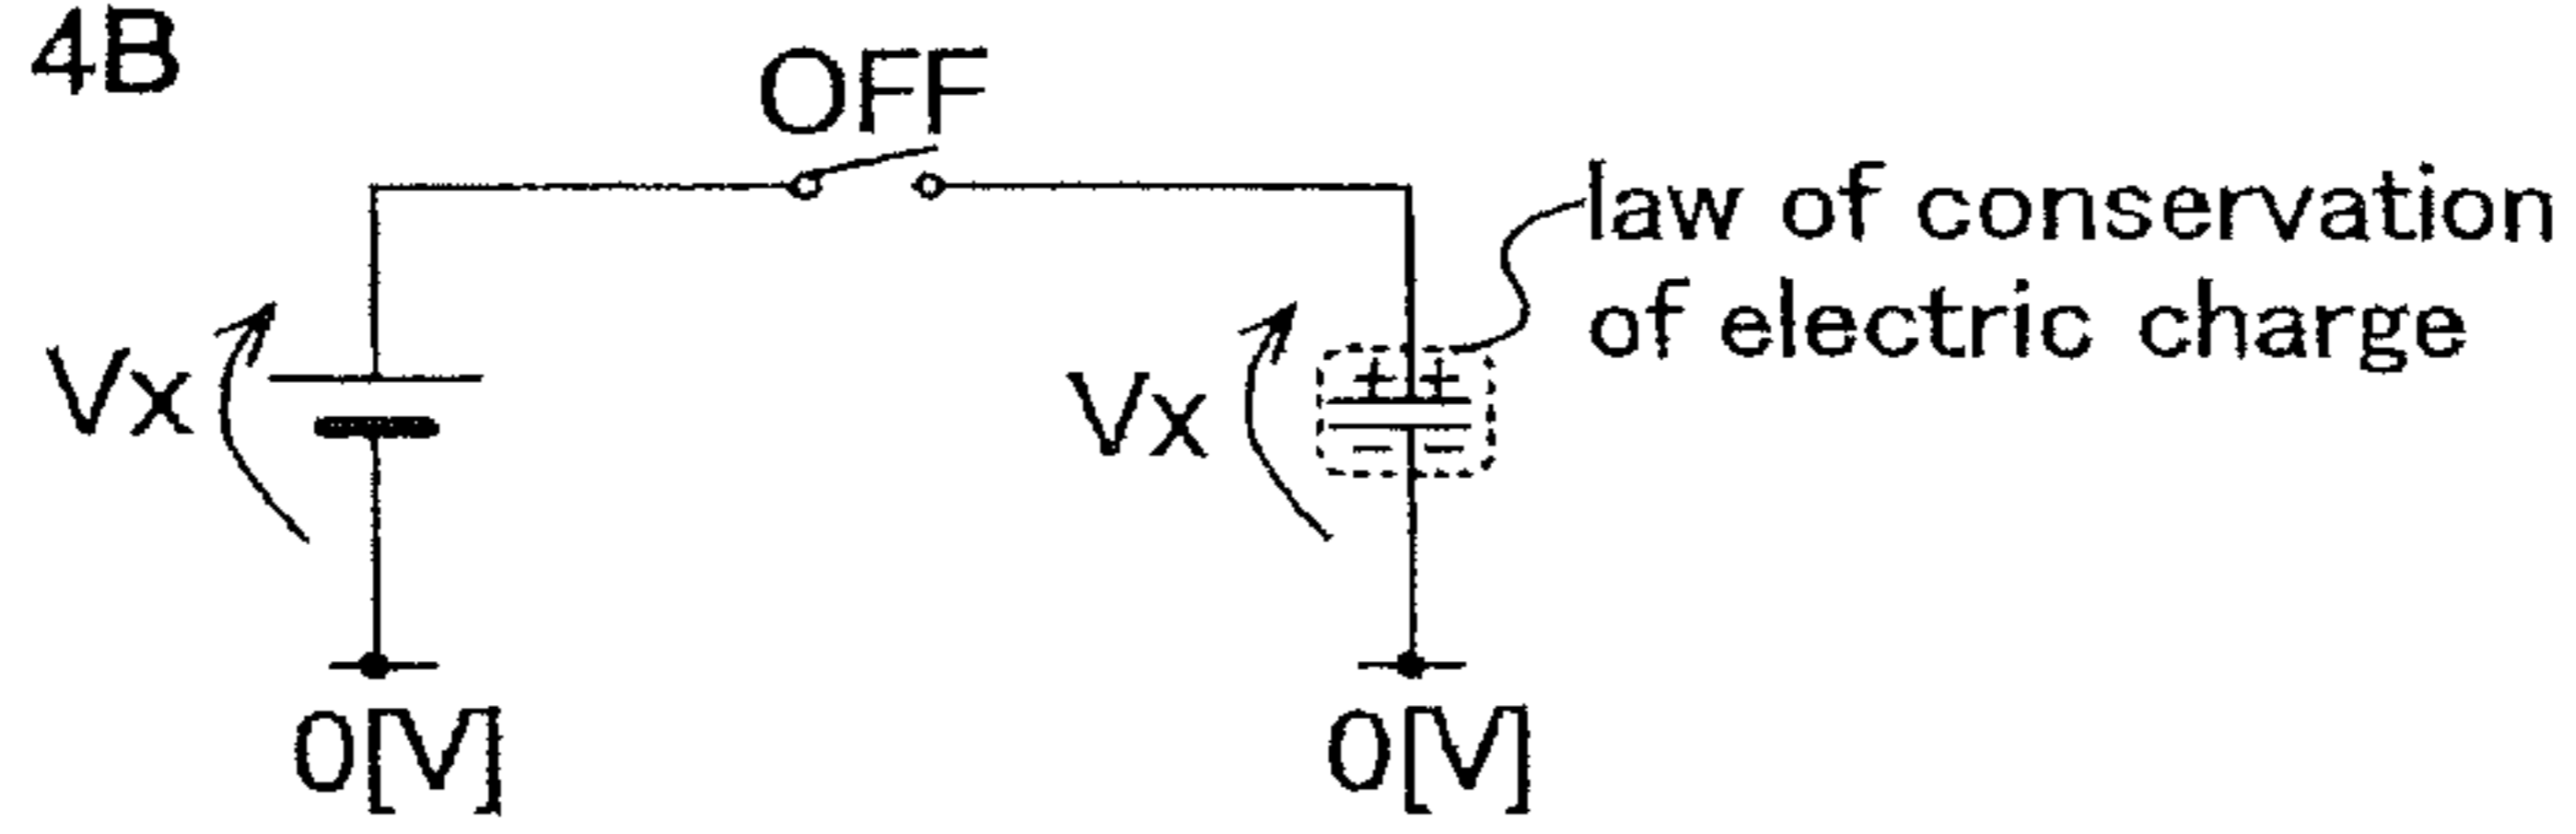 4B
OFF
law of conservation
of electric charge
Vx
Vx
+ +
− −
0[V]
0[V]